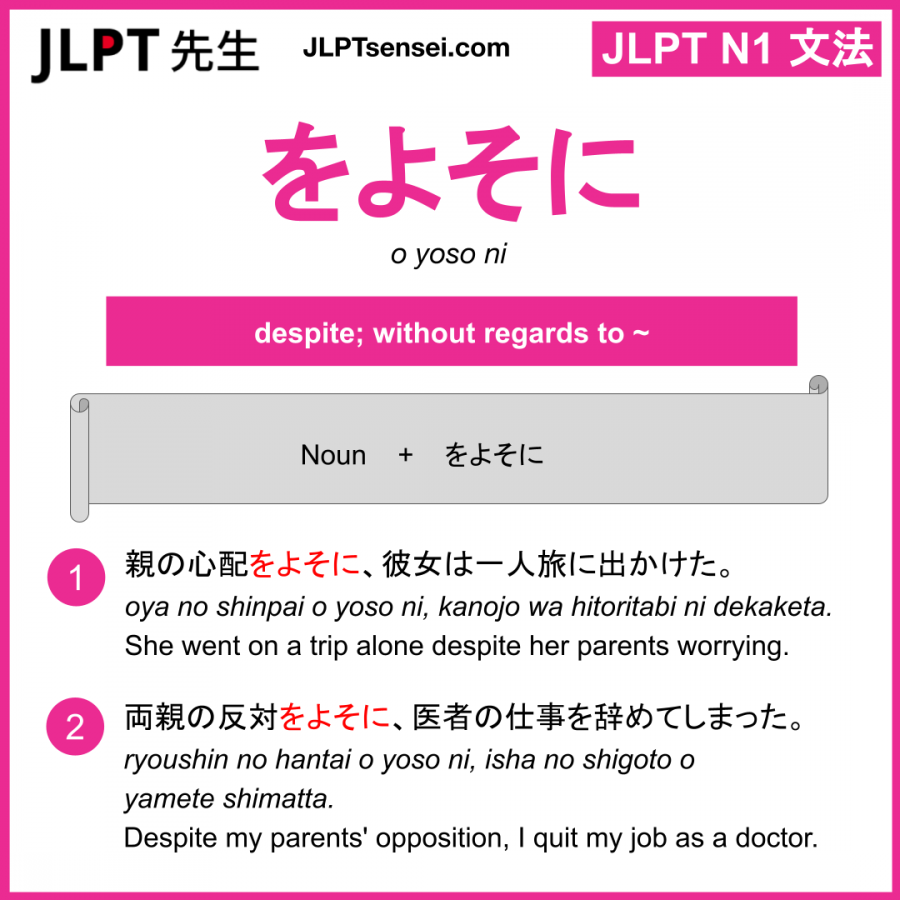 JLPT 先生
JLPTsensei.com
JLPT N1 文法
をよそに
o yoso ni
despite; without regards to ~
Noun + をよそに
1 親の心配をよそに、彼女は一人旅に出かけた。
oya no shinpai o yoso ni, kanojo wa hitoritabi ni dekaketa.
She went on a trip alone despite her parents worrying.
2 両親の反対をよそに、医者の仕事を辞めてしまった。
ryoushin no hantai o yoso ni, isha no shigoto o
yamete shimatta.
Despite my parents' opposition, I quit my job as a doctor.